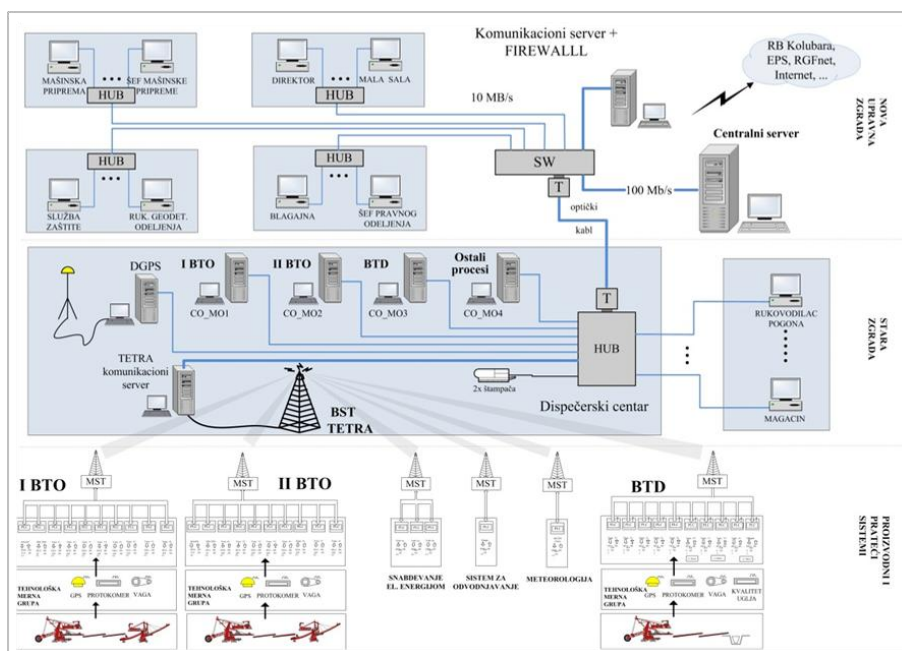 Komunikacioni server +
FIREWALLL
RB Kolubara,
EPS, RGFnet,
Internet, ...
NOVA
UPRAVNA
ZGRADA
MAŠINSKA
PRIPREMA
ŠEF MAŠINSKE
PRIPREME
HUB
DIREKTOR
MALA SALA
HUB
10 MB/s
Centralni server
SW
T
100 Mb/s
optički
kabl
HUB
SLUŽBA
ZAŠTITE
RUK. GEODET.
ODELJENJA
HUB
BLAGAJNA
ŠEF PRAVNOG
ODELJENJA
DGPS
I BTO
CO_MO1
II BTO
CO_MO2
BTD
CO_MO3
Ostali
procesi
CO_MO4
T
HUB
RUKOVODILAC
POGONA
MAGACIN
STARA
ZGRADA
TETRA
komunikacioni
server
BST
TETRA
2x štampača
Dispečerski centar
I BTO
MST
MST
II BTO
MST
MST
MST
BTD
MST
PROIZVODNI I
PRATEĆI
SISTEMI
SNABDEVANJE
EL. ENERGIJOM
SISTEM ZA
ODVODNJAVANJE
METEOROLOGIJA
TEHNOLOŠKA
MERNA
GRUPA
GPS
PROTOKOMER
VAGA
TEHNOLOŠKA
MERNA
GRUPA
GPS
PROTOKOMER
VAGA
TEHNOLOŠKA
MERNA
GRUPA
GPS
PROTOKOMER
VAGA
KVALITET
UGLJA